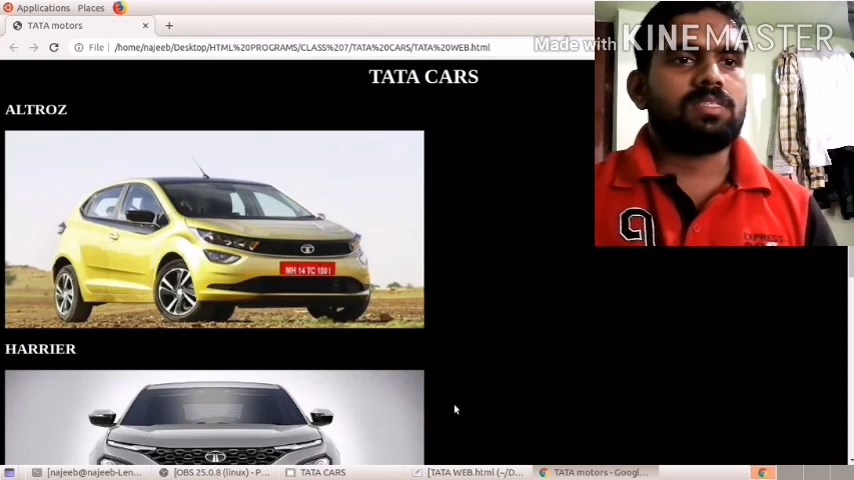 Applications Places
TATA motors
File /home/najeeb/Desktop/HTML%20PROGRAMS/CLASS%207/TATA%20CARS/TATA%20WEB.html
Made with KINEMASTER
TATA CARS
ALTROZ
MH 14 TC 180 I
EXPRESS
HARRIER
[najeeb@najeeb-Len... [OBS 25.0.8 (linux) - P... TATA CARS [TATA WEB.html (~/D... TATA motors - Googl...